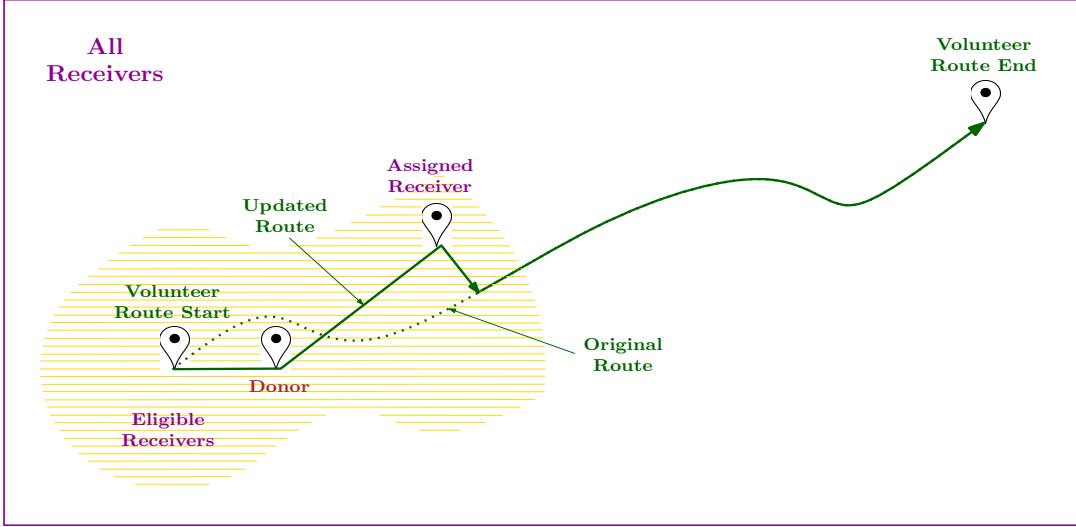 All
Receivers
Volunteer
Route End
Assigned
Receiver
Updated
Route
Volunteer
Route Start
Original
Route
Donor
Eligible
Receivers